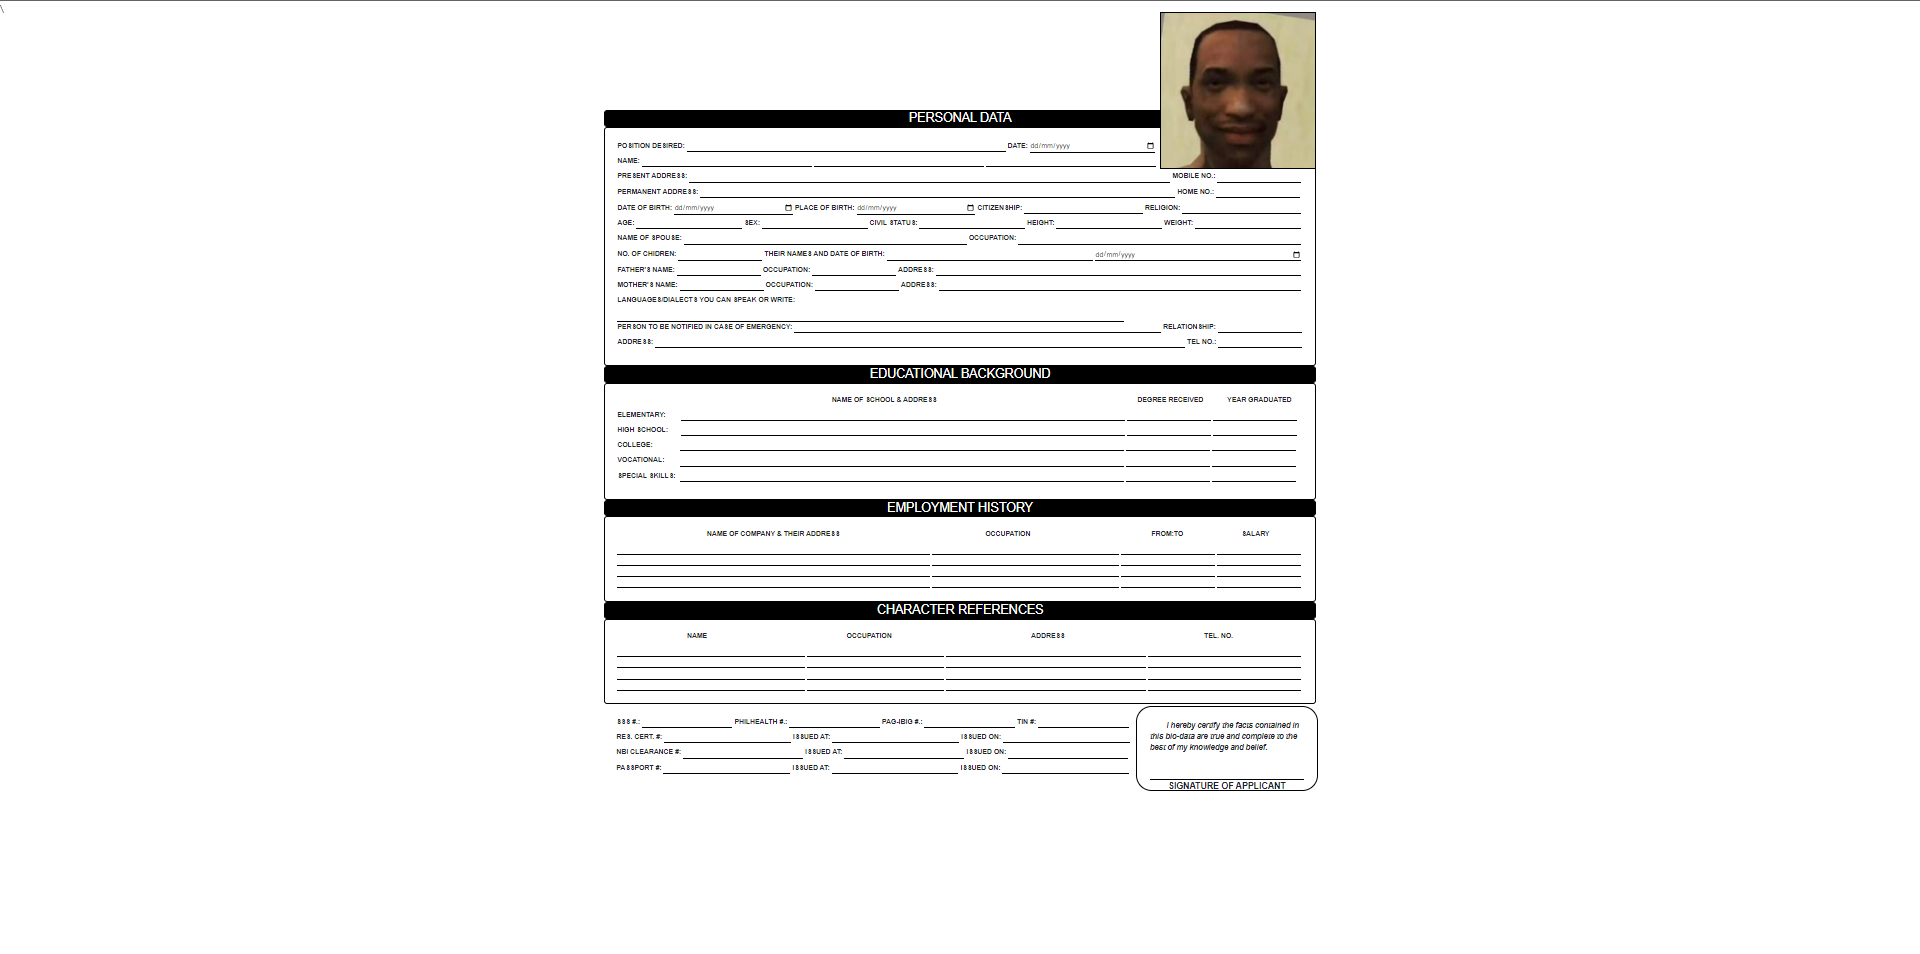 \
PERSONAL DATA
POSITION DESIRED: DATE: dd/mm/yyyy
NAME:
PRESENT ADDRESS: MOBILE NO.:
PERMANENT ADDRESS: HOME NO.:
DATE OF BIRTH: dd/mm/yyyy PLACE OF BIRTH: dd/mm/yyyy CITIZENSHIP: RELIGION:
AGE: SEX: CIVIL STATUS: HEIGHT: WEIGHT:
NAME OF SPOUSE: OCCUPATION:
NO. OF CHIDREN: THEIR NAMES AND DATE OF BIRTH: dd/mm/yyyy
FATHER'S NAME: OCCUPATION: ADDRESS:
MOTHER'S NAME: OCCUPATION: ADDRESS:
LANGUAGES/DIALECTS YOU CAN SPEAK OR WRITE:
PERSON TO BE NOTIFIED IN CASE OF EMERGENCY: RELATIONSHIP:
ADDRESS: TEL NO.:
EDUCATIONAL BACKGROUND
NAME OF SCHOOL & ADDRESS DEGREE RECEIVED YEAR GRADUATED
ELEMENTARY:
HIGH SCHOOL:
COLLEGE:
VOCATIONAL:
SPECIAL SKILLS:
EMPLOYMENT HISTORY
NAME OF COMPANY & THEIR ADDRESS OCCUPATION FROM:TO SALARY
CHARACTER REFERENCES
NAME OCCUPATION ADDRESS TEL. NO.
SSS #.: PHILHEALTH #.: PAG-IBIG #.: TIN #:
RES. CERT. #: ISSUED AT: ISSUED ON:
NBI CLEARANCE #: ISSUED AT: ISSUED ON:
PASSPORT #: ISSUED AT: ISSUED ON:
I hereby certify the facts contained in
this bio-data are true and complete to the
best of my knowledge and belief.
SIGNATURE OF APPLICANT